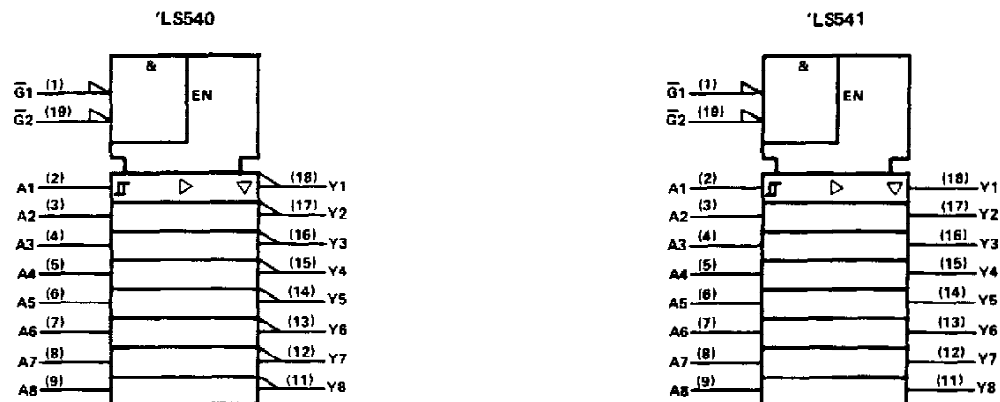 'LS540
&
EN
G̅1 (1)
G̅2 (19)
A1 (2) (18) Y1
A2 (3) (17) Y2
A3 (4) (16) Y3
A4 (5) (15) Y4
A5 (6) (14) Y5
A6 (7) (13) Y6
A7 (8) (12) Y7
A8 (9) (11) Y8
'LS541
&
EN
G̅1 (1)
G̅2 (19)
A1 (2) (18) Y1
A2 (3) (17) Y2
A3 (4) (16) Y3
A4 (5) (15) Y4
A5 (6) (14) Y5
A6 (7) (13) Y6
A7 (8) (12) Y7
A8 (9) (11) Y8